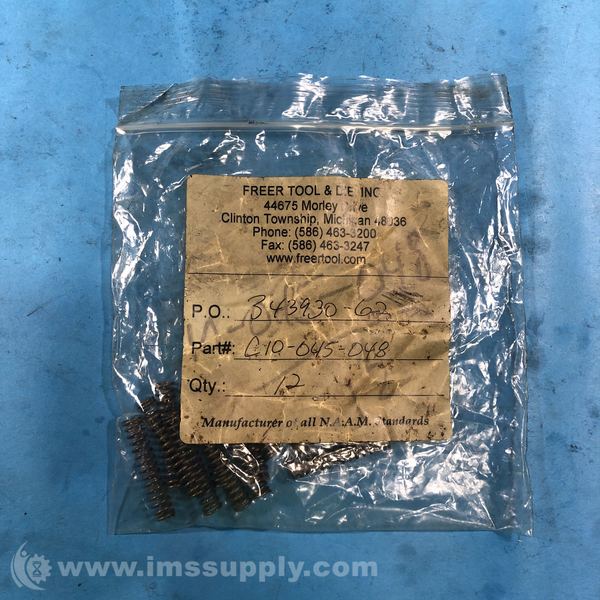 FREER TOOL & DIE, INC.
44675 Morley Drive
Clinton Township, Michigan 48036
Phone: (586) 463-3200
Fax: (586) 463-3247
www.freertool.com
P.O.: 343930-62
Part#: C10-045-048
Qty.: 12
Manufacturer of all N.A.A.M. Standards
www.imssupply.com